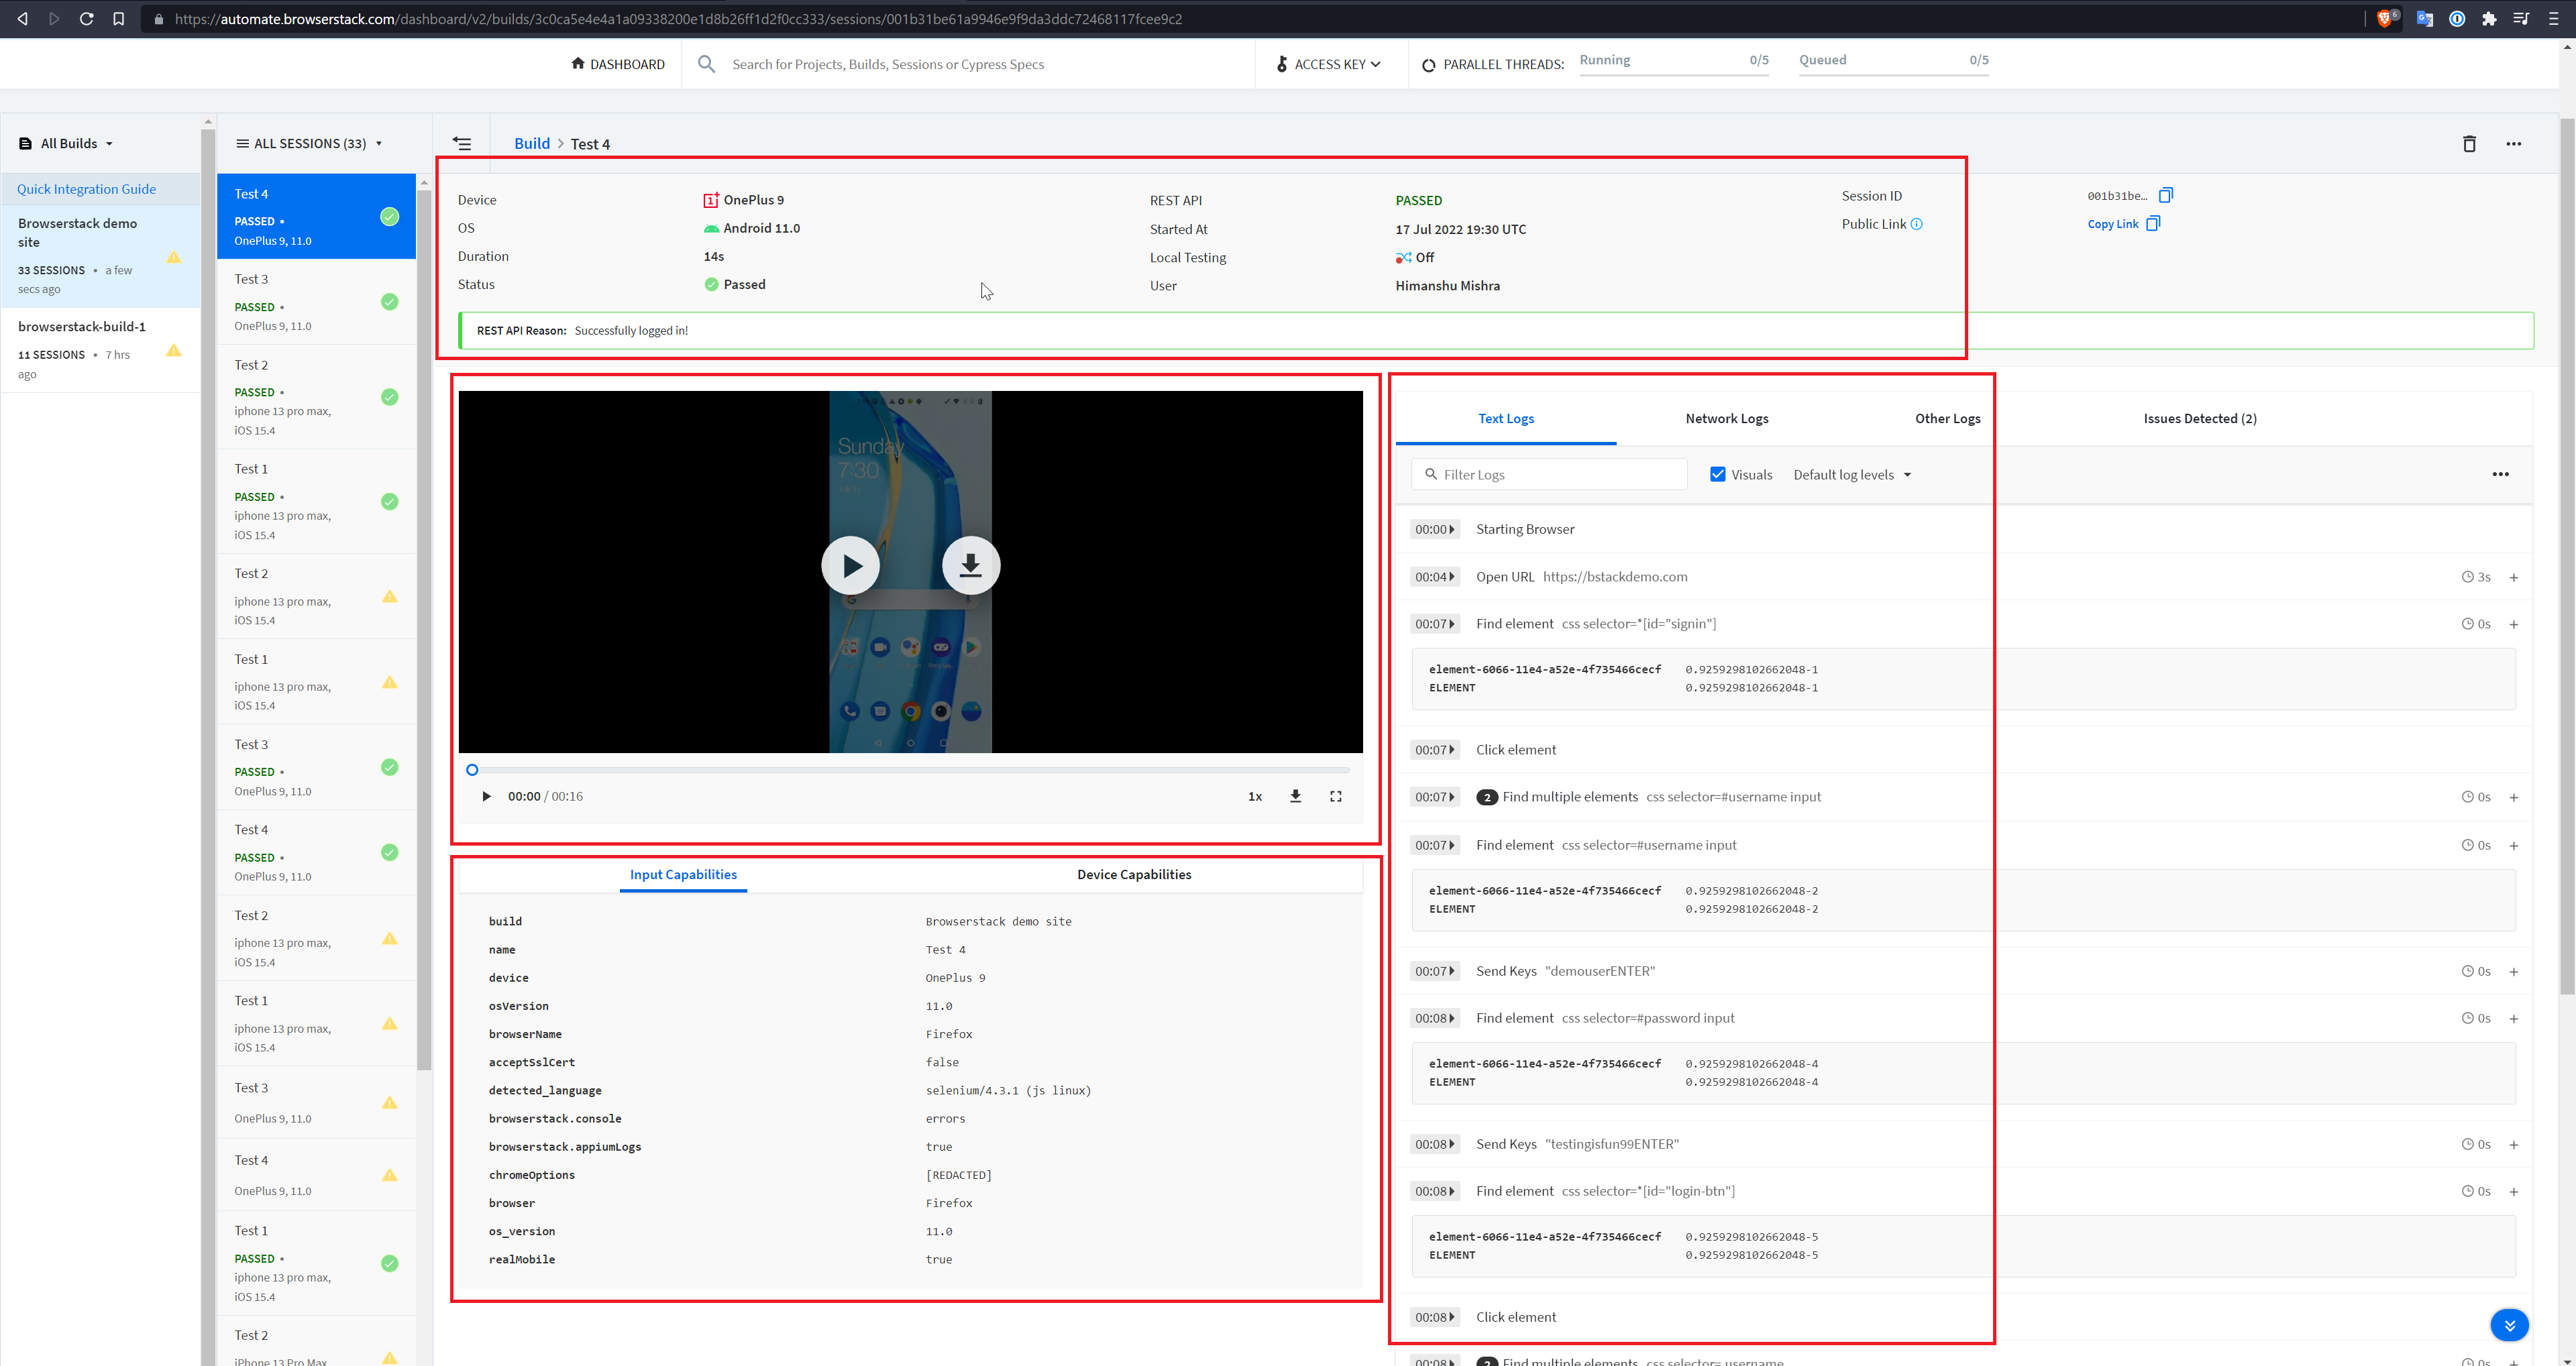 https://automate.browserstack.com/dashboard/v2/builds/3c0ca5e4e4a1a09338200e1d8b26ff1d2f0cc333/sessions/001b31be61a9946e9f9da3ddc72468117fcee9c2
6
DASHBOARD
Search for Projects, Builds, Sessions or Cypress Specs
ACCESS KEY
PARALLEL THREADS:
Running 0/5
Queued 0/5
All Builds
Quick Integration Guide
Browserstack demo
site
33 SESSIONS • a few
secs ago
browserstack-build-1
11 SESSIONS • 7 hrs
ago
ALL SESSIONS (33)
Test 4
PASSED •
OnePlus 9, 11.0
Test 3
PASSED •
OnePlus 9, 11.0
Test 2
PASSED •
iphone 13 pro max,
iOS 15.4
Test 1
PASSED •
iphone 13 pro max,
iOS 15.4
Test 2
iphone 13 pro max,
iOS 15.4
Test 1
iphone 13 pro max,
iOS 15.4
Test 3
PASSED •
OnePlus 9, 11.0
Test 4
PASSED •
OnePlus 9, 11.0
Test 2
iphone 13 pro max,
iOS 15.4
Test 1
iphone 13 pro max,
iOS 15.4
Test 3
OnePlus 9, 11.0
Test 4
OnePlus 9, 11.0
Test 1
PASSED •
iphone 13 pro max,
iOS 15.4
Test 2
iPhone 13 Pro Max
Build > Test 4
Device OnePlus 9
OS Android 11.0
Duration 14s
Status Passed
REST API PASSED
Started At 17 Jul 2022 19:30 UTC
Local Testing Off
User Himanshu Mishra
Session ID 001b31be...
Public Link Copy Link
REST API Reason: Successfully logged in!
Sunday
7:30
00:00 / 00:16
1x
Input Capabilities Device Capabilities
build Browserstack demo site
name Test 4
device OnePlus 9
osVersion 11.0
browserName Firefox
acceptSslCert false
detected_language selenium/4.3.1 (js linux)
browserstack.console errors
browserstack.appiumLogs true
chromeOptions [REDACTED]
browser Firefox
os_version 11.0
realMobile true
Text Logs Network Logs Other Logs Issues Detected (2)
Filter Logs Visuals Default log levels
00:00 Starting Browser
00:04 Open URL https://bstackdemo.com 3s +
00:07 Find element css selector=*[id="signin"] 0s +
element-6066-11e4-a52e-4f735466cecf 0.9259298102662048-1
ELEMENT 0.9259298102662048-1
00:07 Click element
00:07 2 Find multiple elements css selector=#username input 0s +
00:07 Find element css selector=#username input 0s +
element-6066-11e4-a52e-4f735466cecf 0.9259298102662048-2
ELEMENT 0.9259298102662048-2
00:07 Send Keys "demouserENTER" 0s +
00:08 Find element css selector=#password input 0s +
element-6066-11e4-a52e-4f735466cecf 0.9259298102662048-4
ELEMENT 0.9259298102662048-4
00:08 Send Keys "testingisfun99ENTER" 0s +
00:08 Find element css selector=*[id="login-btn"] 0s +
element-6066-11e4-a52e-4f735466cecf 0.9259298102662048-5
ELEMENT 0.9259298102662048-5
00:08 Click element
00:08 2 Find multiple elements css selector=.username 0s +